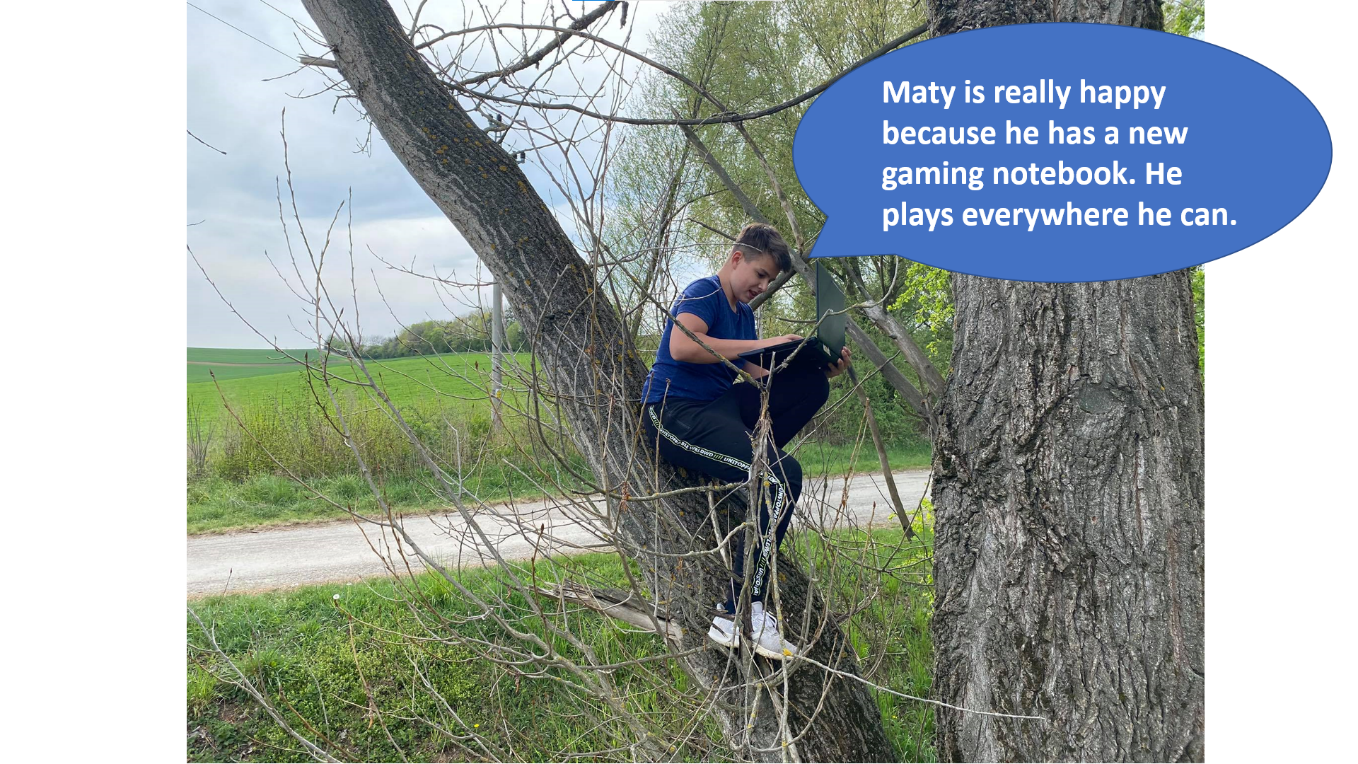 Maty is really happy
because he has a new
gaming notebook. He
plays everywhere he can.